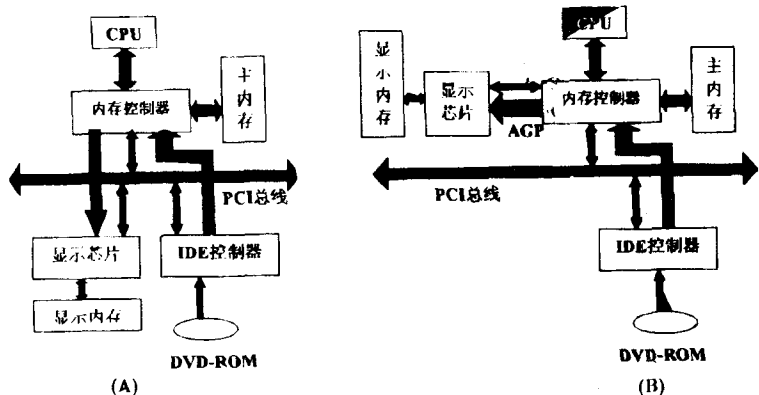 CPU
主内存
内存控制器
PCI总线
显示芯片
IDE控制器
显示内存
DVD-ROM
(A)
CPU
显示内存
显示芯片
内存控制器
主内存
AGP
PCI总线
IDE控制器
DVD-ROM
(B)